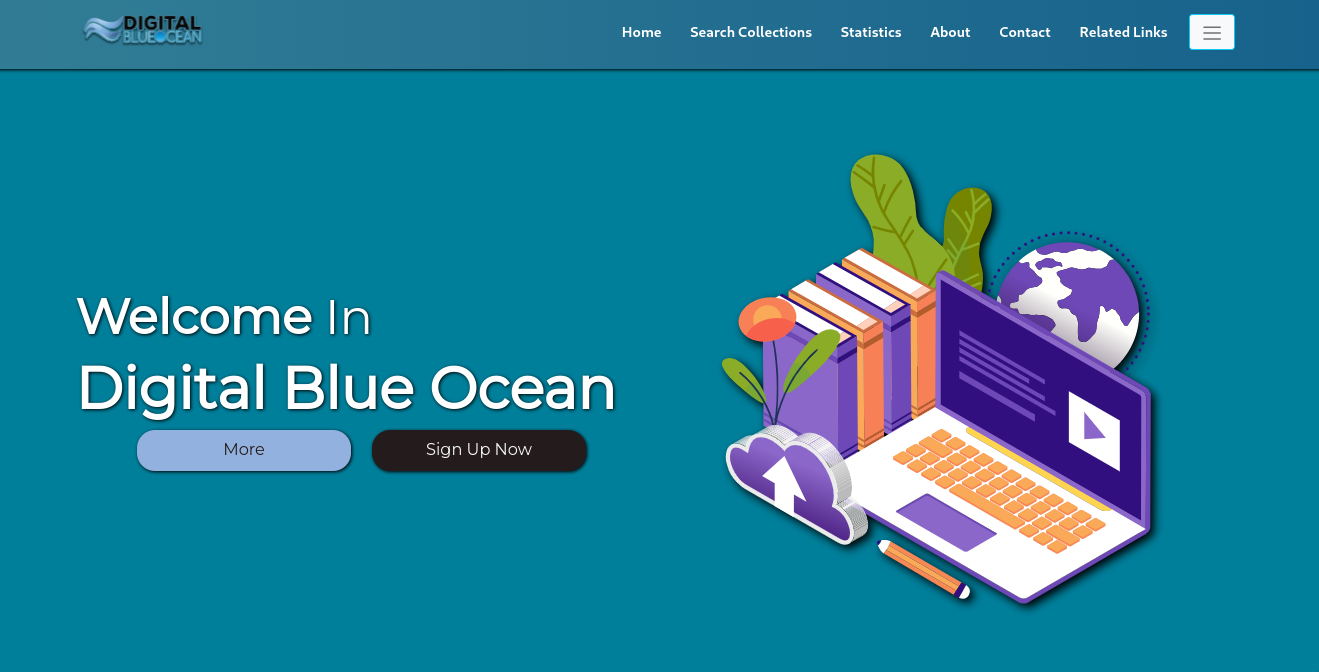 DIGITAL
BLUE OCEAN
Home Search Collections Statistics About Contact Related Links
Welcome In
Digital Blue Ocean
More Sign Up Now